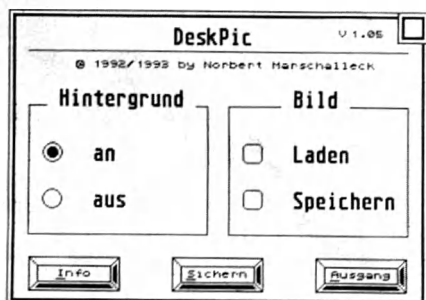 DeskPic V 1.05
© 1992/1993 by Norbert Marschalleck
Hintergrund Bild
an Laden
aus Speichern
Info Sichern Ausgang